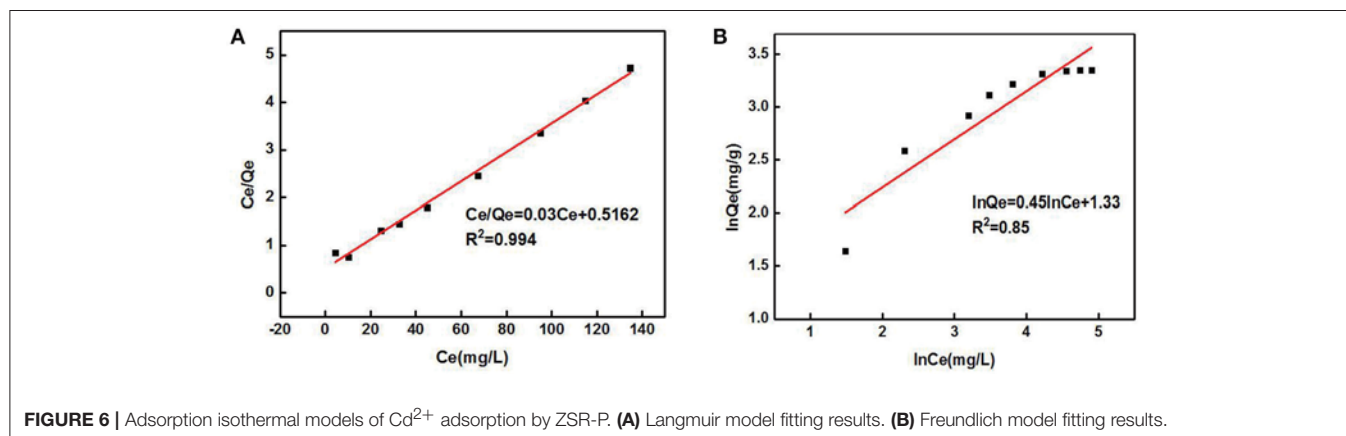 A
5
4
3
2
1
0
Ce/Qe
-20 0 20 40 60 80 100 120 140
Ce(mg/L)
Ce/Qe=0.03Ce+0.5162
R²=0.994
B
3.5
3.0
2.5
2.0
1.5
1.0
lnQe(mg/g)
1 2 3 4 5
lnCe(mg/L)
lnQe=0.45lnCe+1.33
R²=0.85
FIGURE 6 | Adsorption isothermal models of Cd²⁺ adsorption by ZSR-P. (A) Langmuir model fitting results. (B) Freundlich model fitting results.